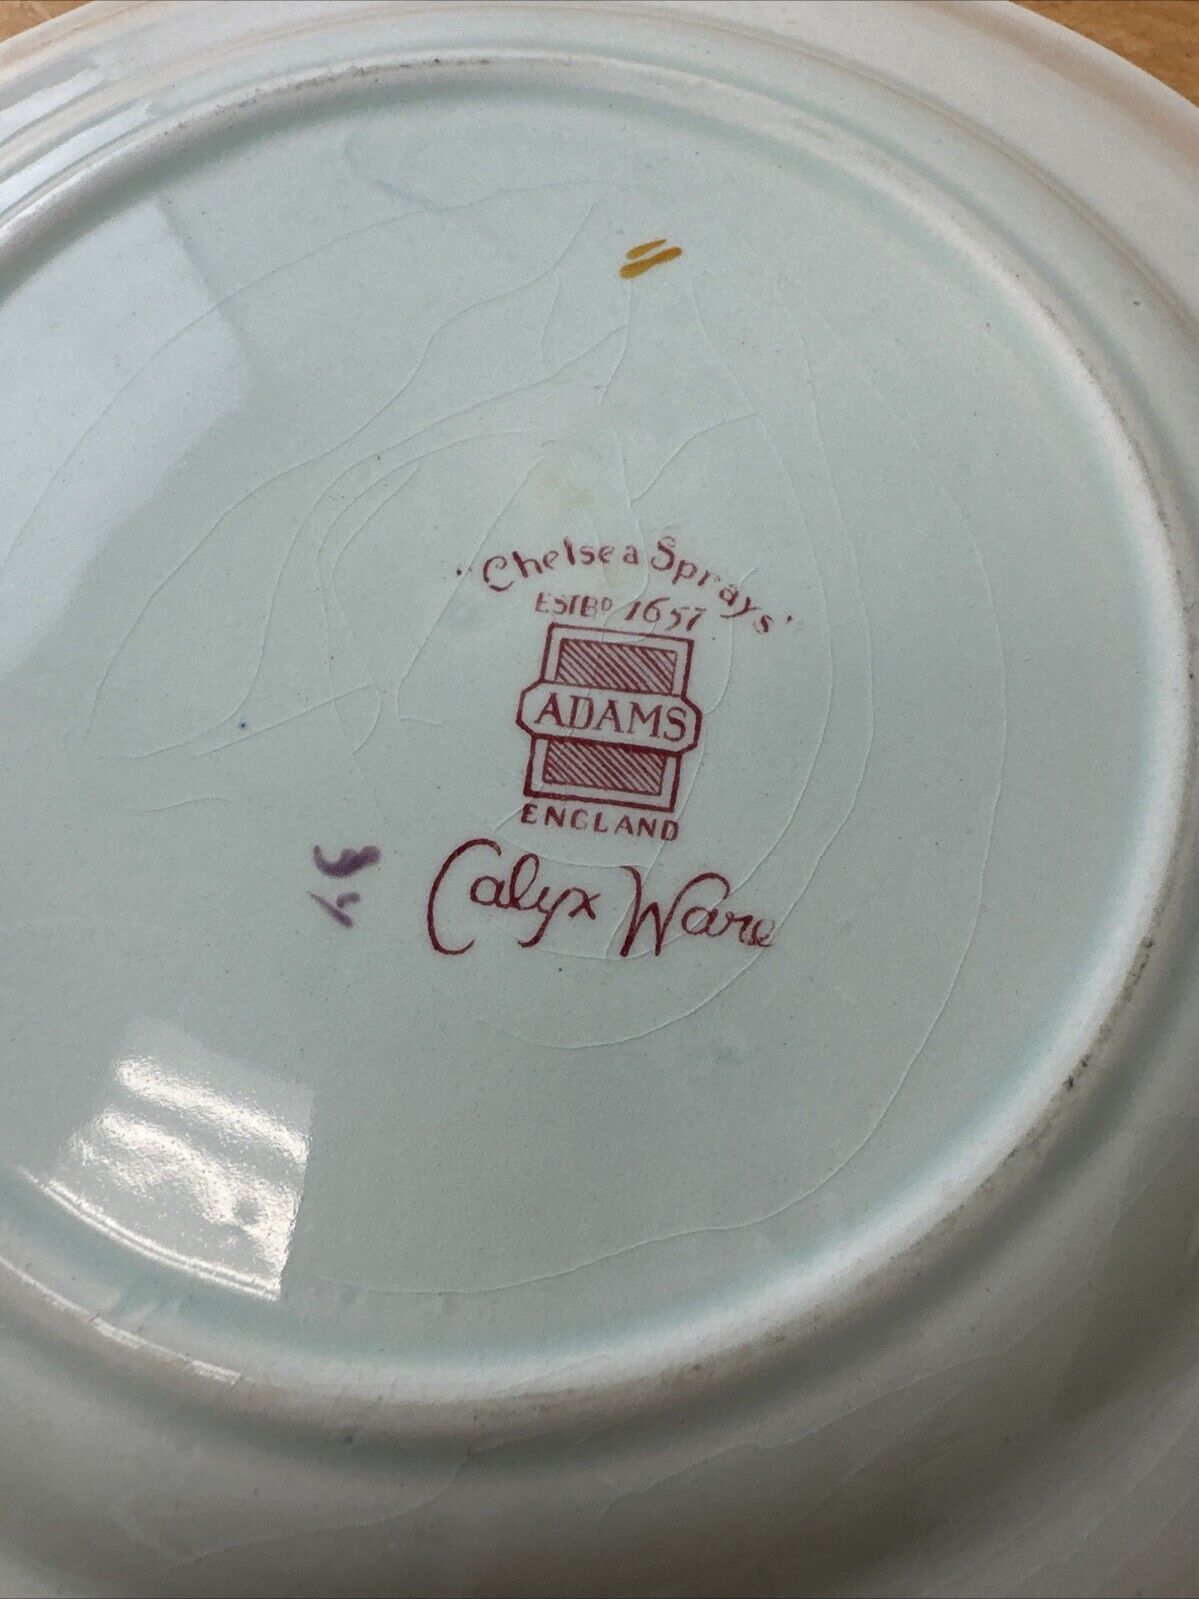 "Chelsea Sprays"
ESTBD 1657
ADAMS
ENGLAND
Calyx Ware